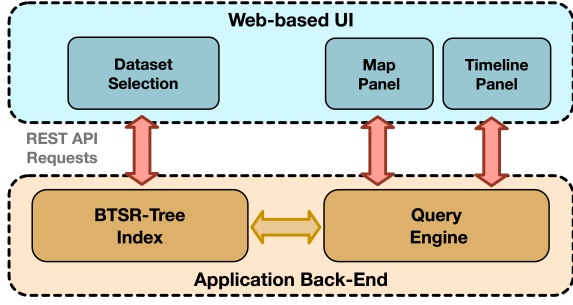 Web-based UI
Dataset
Selection
Map
Panel
Timeline
Panel
REST API
Requests
BTSR-Tree
Index
Query
Engine
Application Back-End